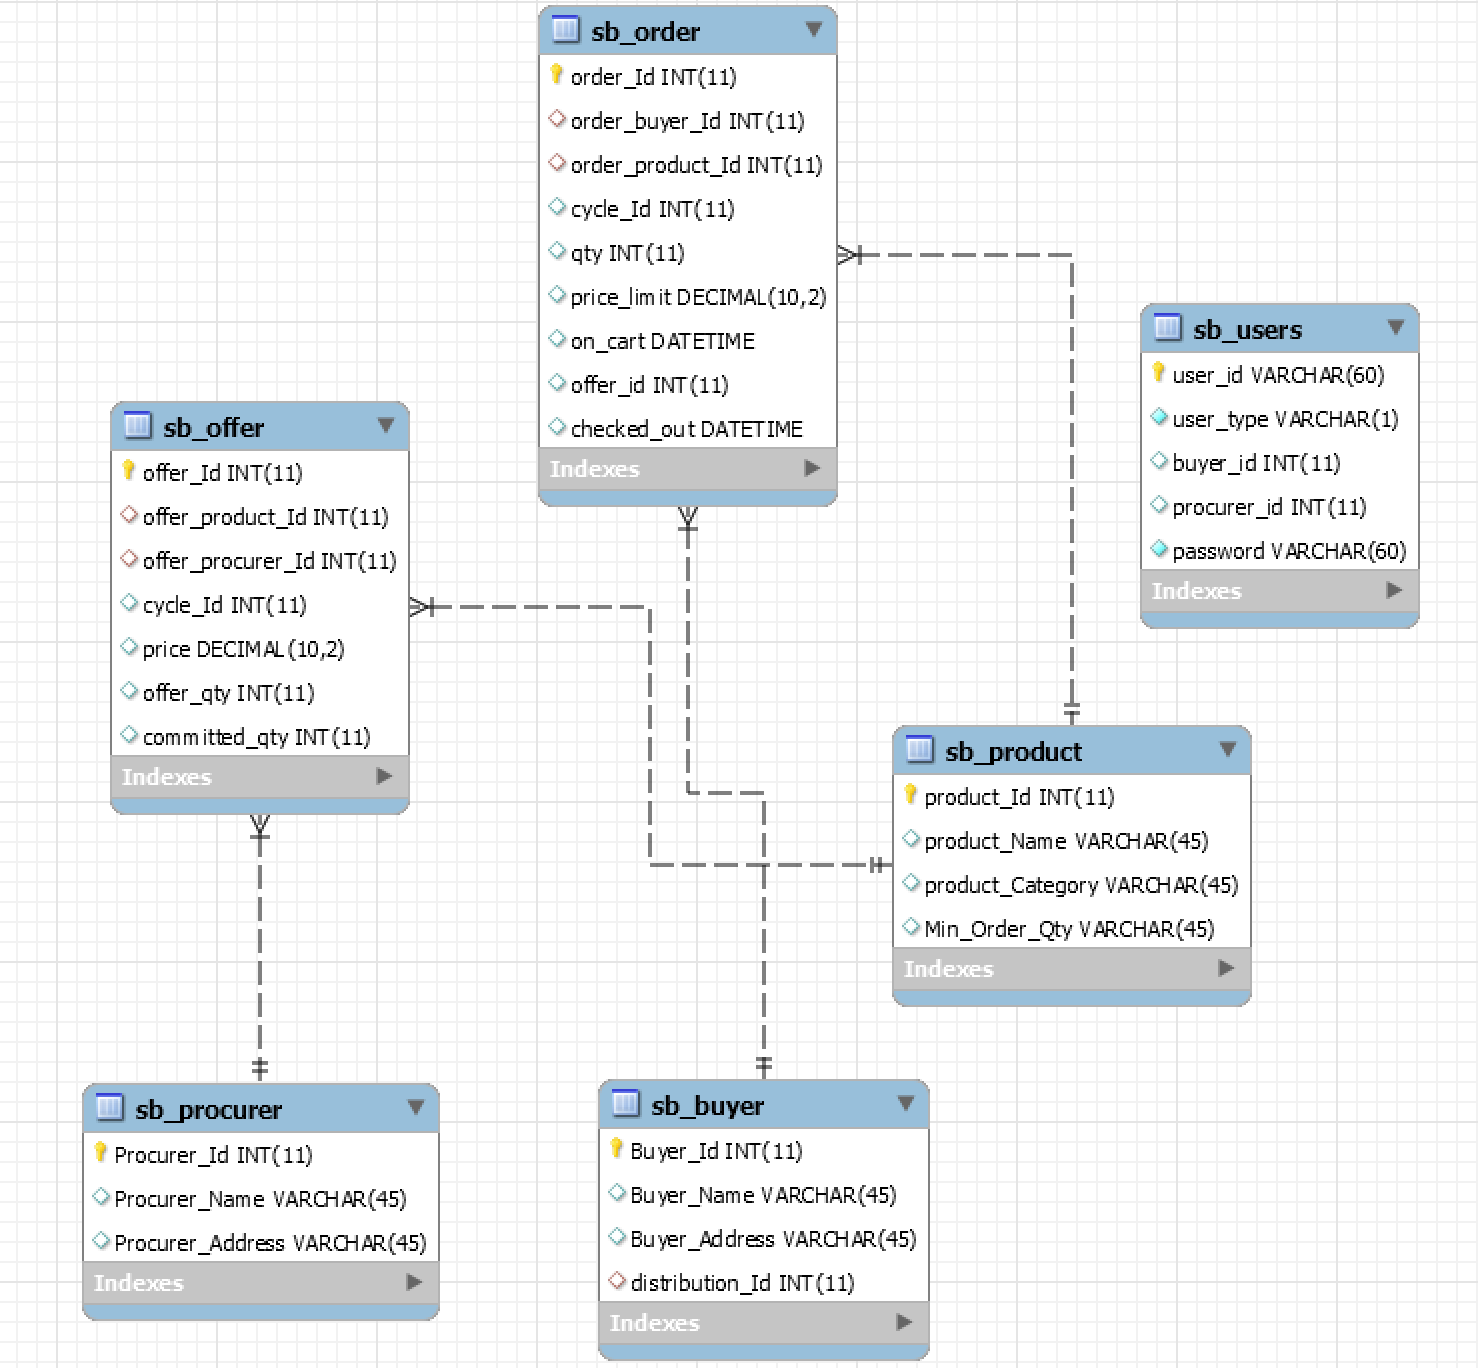 sb_order
order_Id INT(11)
order_buyer_Id INT(11)
order_product_Id INT(11)
cycle_Id INT(11)
qty INT(11)
price_limit DECIMAL(10,2)
on_cart DATETIME
offer_id INT(11)
checked_out DATETIME
Indexes
sb_users
user_id VARCHAR(60)
user_type VARCHAR(1)
buyer_id INT(11)
procurer_id INT(11)
password VARCHAR(60)
Indexes
sb_offer
offer_Id INT(11)
offer_product_Id INT(11)
offer_procurer_Id INT(11)
cycle_Id INT(11)
price DECIMAL(10,2)
offer_qty INT(11)
committed_qty INT(11)
Indexes
sb_product
product_Id INT(11)
product_Name VARCHAR(45)
product_Category VARCHAR(45)
Min_Order_Qty VARCHAR(45)
Indexes
sb_procurer
Procurer_Id INT(11)
Procurer_Name VARCHAR(45)
Procurer_Address VARCHAR(45)
Indexes
sb_buyer
Buyer_Id INT(11)
Buyer_Name VARCHAR(45)
Buyer_Address VARCHAR(45)
distribution_Id INT(11)
Indexes